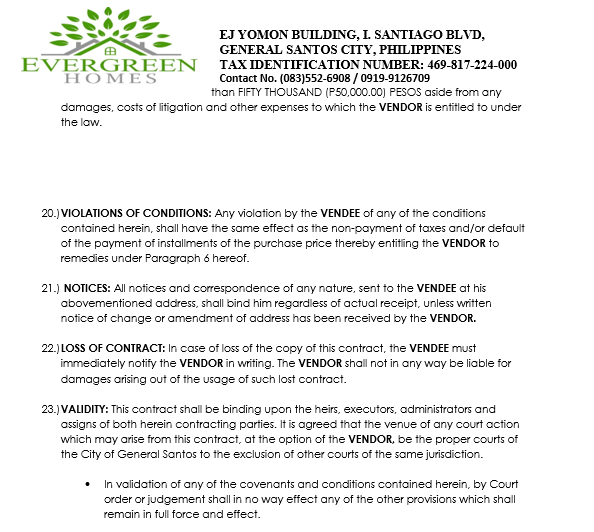 EVERGREEN
HOMES
EJ YOMON BUILDING, I. SANTIAGO BLVD,
GENERAL SANTOS CITY, PHILIPPINES
TAX IDENTIFICATION NUMBER: 469-817-224-000
Contact No. (083)552-6908 / 0919-9126709
than FIFTY THOUSAND (P50,000.00) PESOS aside from any
damages, costs of litigation and other expenses to which the VENDOR is entitled to under
the law.
20.) VIOLATIONS OF CONDITIONS: Any violation by the VENDEE of any of the conditions
contained herein, shall have the same effect as the non-payment of taxes and/or default
of the payment of installments of the purchase price thereby entitling the VENDOR to
remedies under Paragraph 6 hereof.
21.) NOTICES: All notices and correspondence of any nature, sent to the VENDEE at his
abovementioned address, shall bind him regardless of actual receipt, unless written
notice of change or amendment of address has been received by the VENDOR.
22.) LOSS OF CONTRACT: In case of loss of the copy of this contract, the VENDEE must
immediately notify the VENDOR in writing. The VENDOR shall not in any way be liable for
damages arising out of the usage of such lost contract.
23.) VALIDITY: This contract shall be binding upon the heirs, executors, administrators and
assigns of both herein contracting parties. It is agreed that the venue of any court action
which may arise from this contract, at the option of the VENDOR, be the proper courts of
the City of General Santos to the exclusion of other courts of the same jurisdiction.
• In validation of any of the covenants and conditions contained herein, by Court
order or judgement shall in no way effect any of the other provisions which shall
remain in full force and effect.